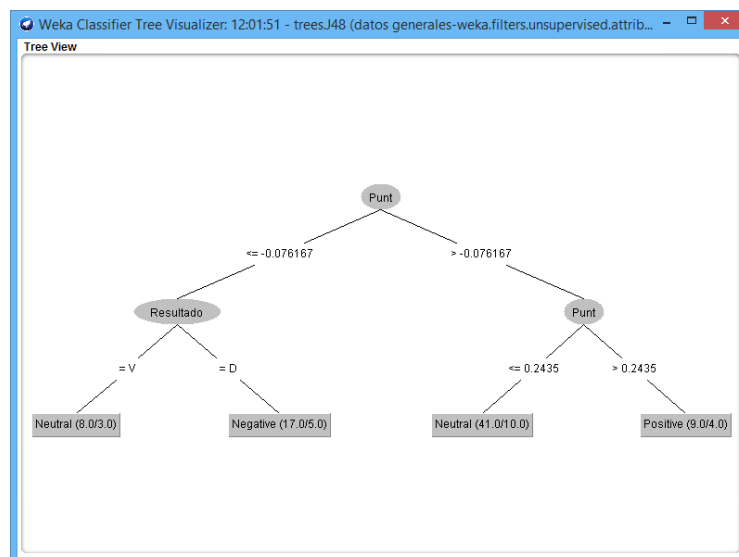 Weka Classifier Tree Visualizer: 12:01:51 - trees.J48 (datos generales-weka.filters.unsupervised.attrib...
Tree View
Punt
<= -0.076167
> -0.076167
Resultado
Punt
= V
= D
<= 0.2435
> 0.2435
Neutral (8.0/3.0)
Negative (17.0/5.0)
Neutral (41.0/10.0)
Positive (9.0/4.0)